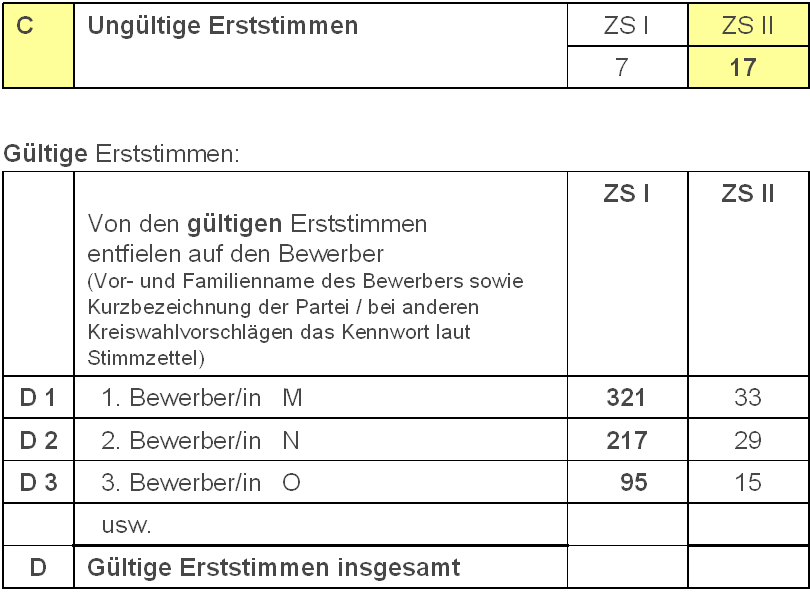 C Ungültige Erststimmen ZS I ZS II
7 17
Gültige Erststimmen:
ZS I ZS II
Von den gültigen Erststimmen
entfielen auf den Bewerber
(Vor- und Familienname des Bewerbers sowie
Kurzbezeichnung der Partei / bei anderen
Kreiswahlvorschlägen das Kennwort laut
Stimmzettel)
D 1 1. Bewerber/in M 321 33
D 2 2. Bewerber/in N 217 29
D 3 3. Bewerber/in O 95 15
usw.
D Gültige Erststimmen insgesamt